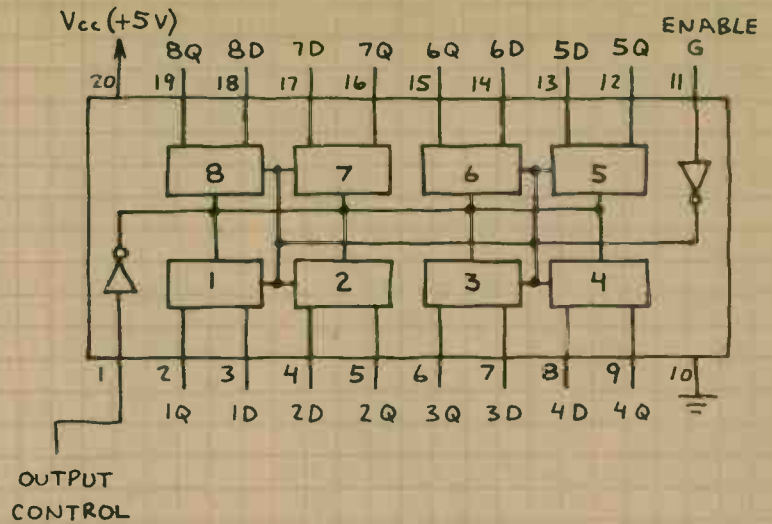 Vcc (+5V)
ENABLE
8Q 8D 7D 7Q 6Q 6D 5D 5Q G
20 19 18 17 16 15 14 13 12 11
8 7 6 5
1 2 3 4
1 2 3 4 5 6 7 8 9 10
1Q 1D 2D 2Q 3Q 3D 4D 4Q
OUTPUT
CONTROL